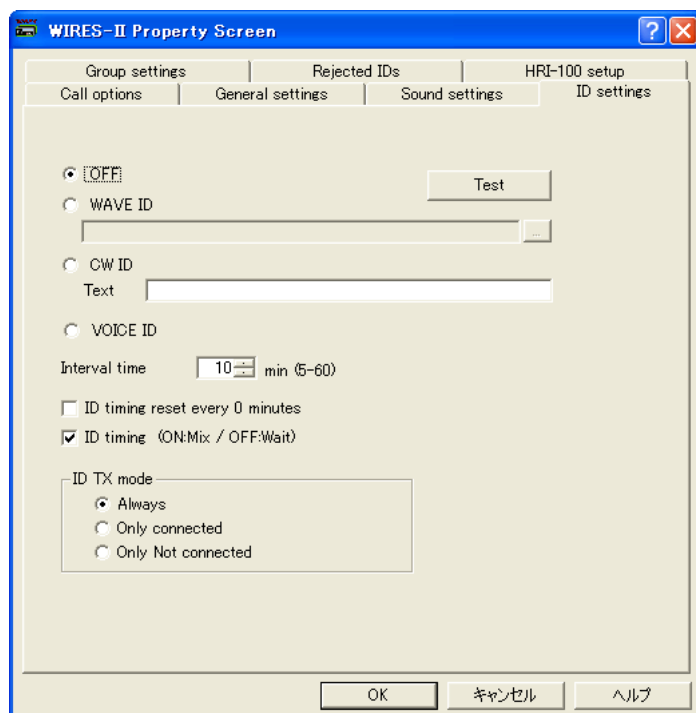 WIRES-II Property Screen
Group settings Rejected IDs HRI-100 setup
Call options General settings Sound settings ID settings
OFF
Test
WAVE ID
...
CW ID
Text
VOICE ID
Interval time 10 min (5-60)
ID timing reset every 0 minutes
ID timing (ON:Mix / OFF:Wait)
ID TX mode
Always
Only connected
Only Not connected
OK キャンセル ヘルプ